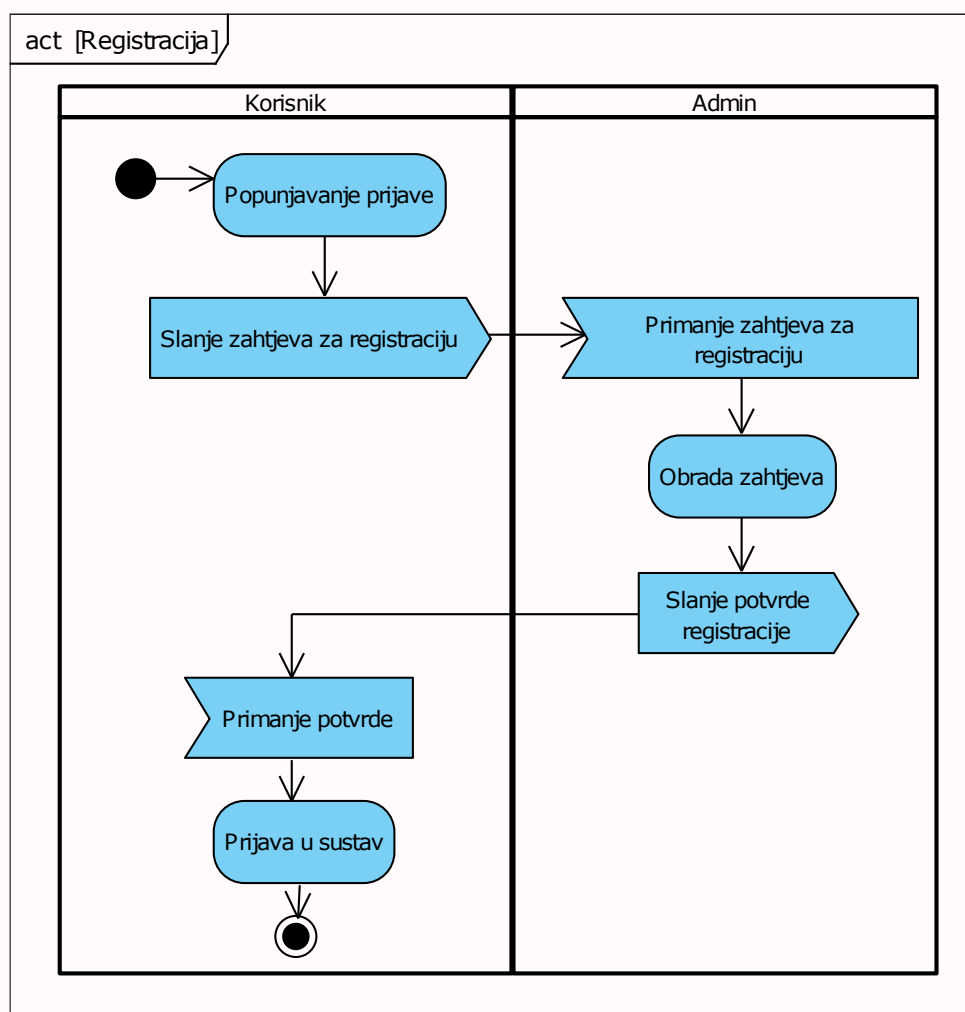 act [Registracija]
Korisnik
Admin
Popunjavanje prijave
Slanje zahtjeva za registraciju
Primanje zahtjeva za
registraciju
Obrada zahtjeva
Slanje potvrde
registracije
Primanje potvrde
Prijava u sustav